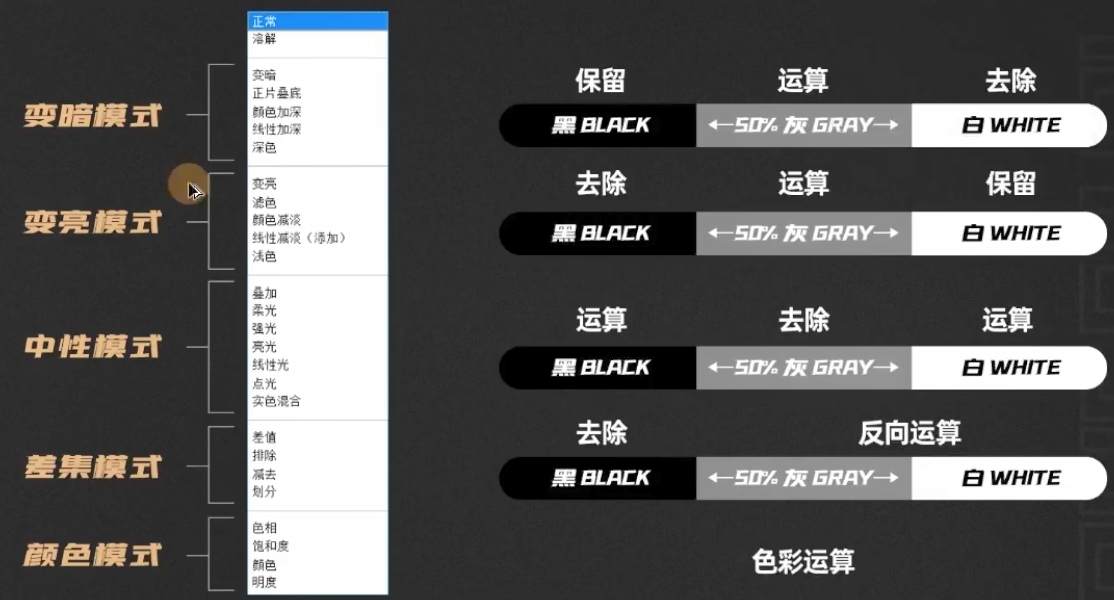 正常
溶解
变暗模式
变暗
正片叠底
颜色加深
线性加深
深色
保留 运算 去除
黑 BLACK ←50% 灰 GRAY→ 白 WHITE
变亮模式
变亮
滤色
颜色减淡
线性减淡（添加）
浅色
去除 运算 保留
黑 BLACK ←50% 灰 GRAY→ 白 WHITE
中性模式
叠加
柔光
强光
亮光
线性光
点光
实色混合
运算 去除 运算
黑 BLACK ←50% 灰 GRAY→ 白 WHITE
差集模式
差值
排除
减去
划分
去除 反向运算
黑 BLACK ←50% 灰 GRAY→ 白 WHITE
颜色模式
色相
饱和度
颜色
明度
色彩运算